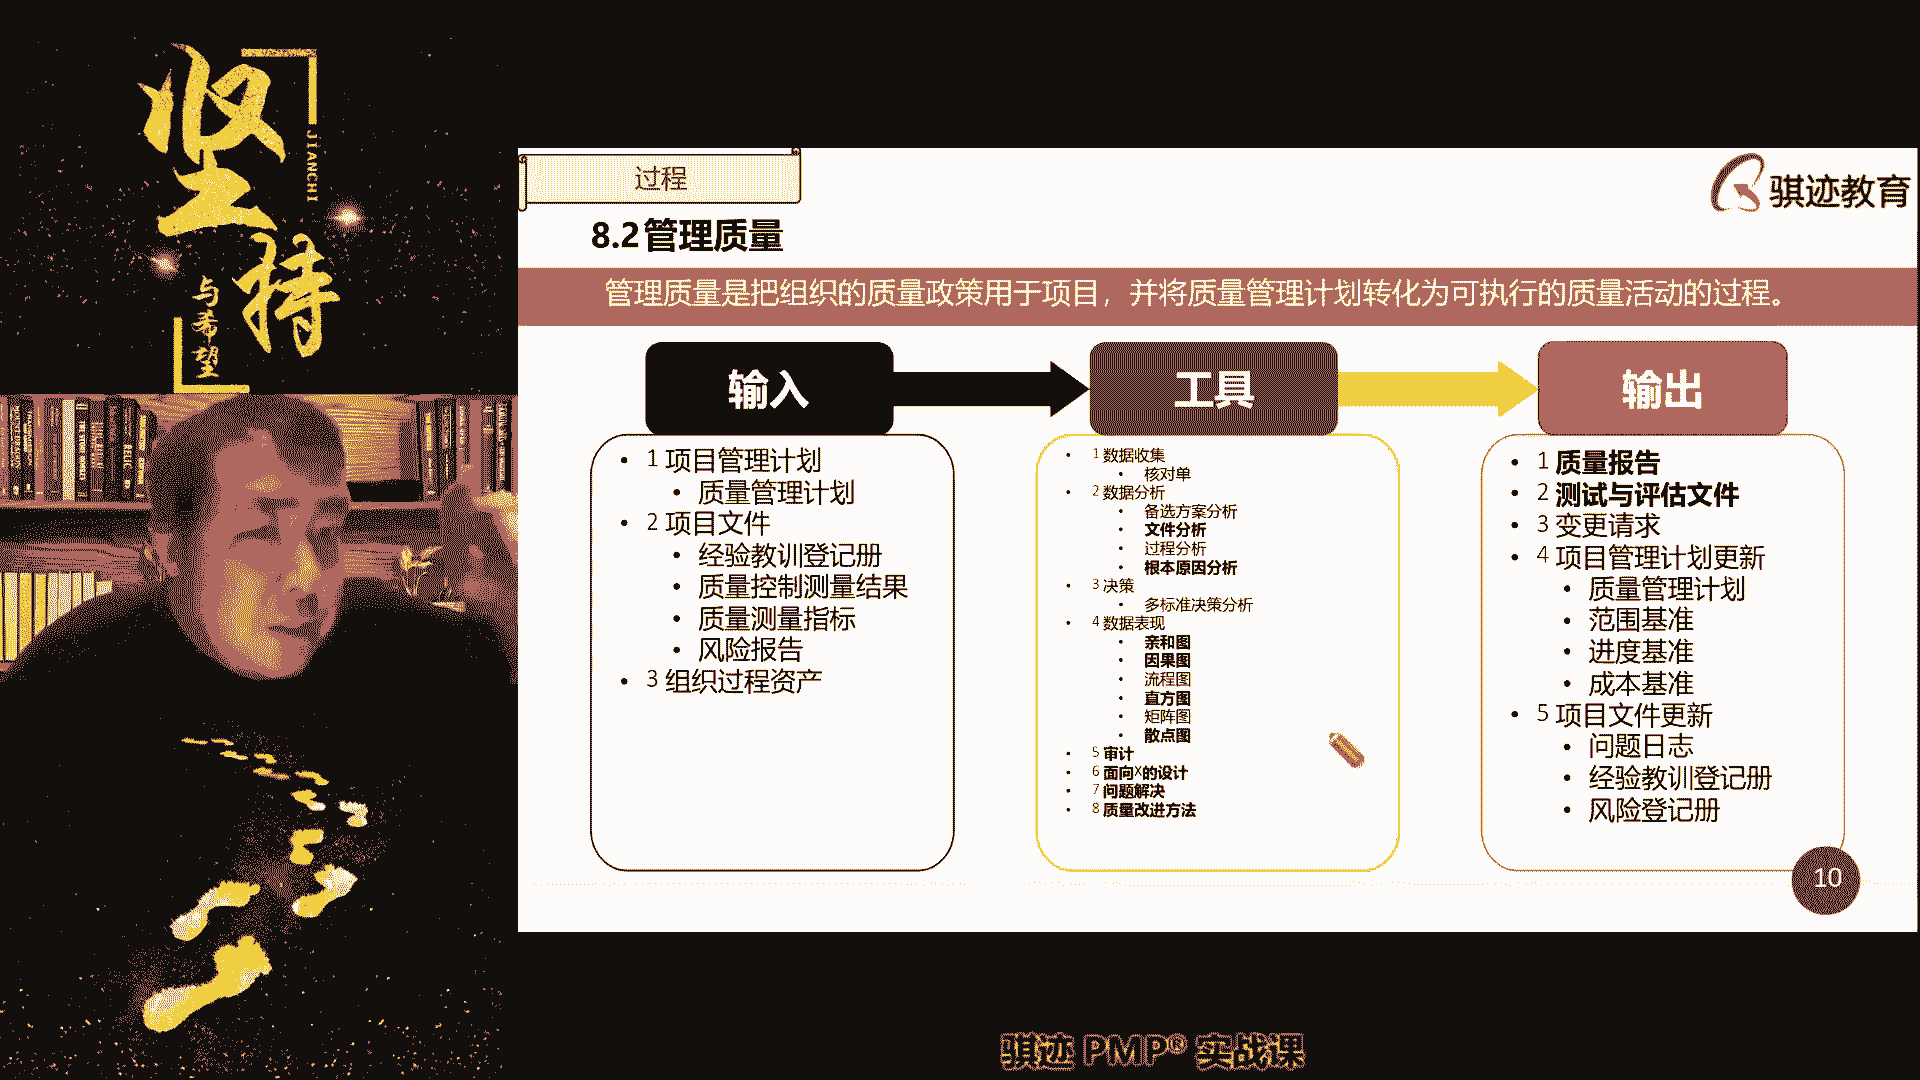 坚持
JIANCHI
与希望
过程
骐迹教育
8.2管理质量
管理质量是把组织的质量政策用于项目，并将质量管理计划转化为可执行的质量活动的过程。
输入
• 1 项目管理计划
• 质量管理计划
• 2 项目文件
• 经验教训登记册
• 质量控制测量结果
• 质量测量指标
• 风险报告
• 3 组织过程资产
工具
• 1 数据收集
• 核对单
• 2 数据分析
• 备选方案分析
• 文件分析
• 过程分析
• 根本原因分析
• 3 决策
• 多标准决策分析
• 4 数据表现
• 亲和图
• 因果图
• 流程图
• 直方图
• 矩阵图
• 散点图
• 5 审计
• 6 面向X的设计
• 7 问题解决
• 8 质量改进方法
输出
• 1 质量报告
• 2 测试与评估文件
• 3 变更请求
• 4 项目管理计划更新
• 质量管理计划
• 范围基准
• 进度基准
• 成本基准
• 5 项目文件更新
• 问题日志
• 经验教训登记册
• 风险登记册
10
骐迹 PMP® 实战课